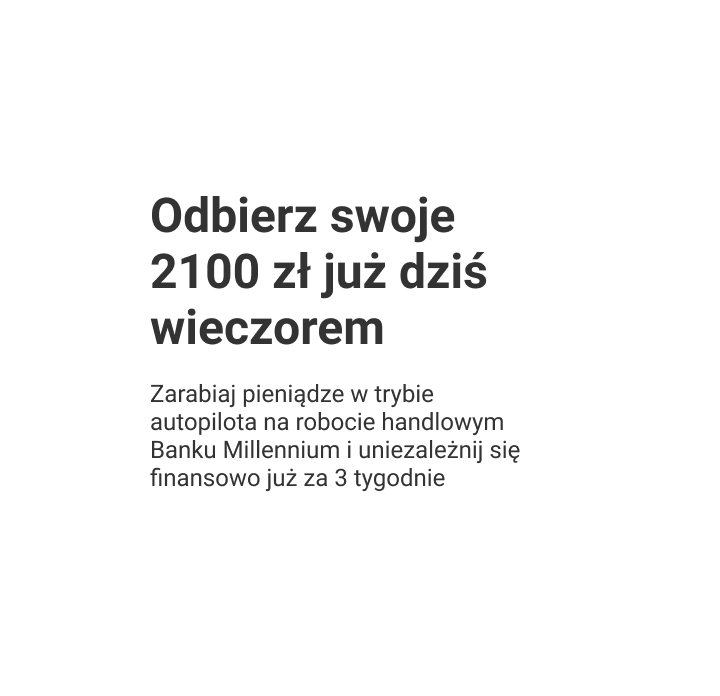 Odbierz swoje
2100 zł już dziś
wieczorem
Zarabiaj pieniądze w trybie
autopilota na robocie handlowym
Banku Millennium i uniezależnij się
finansowo już za 3 tygodnie